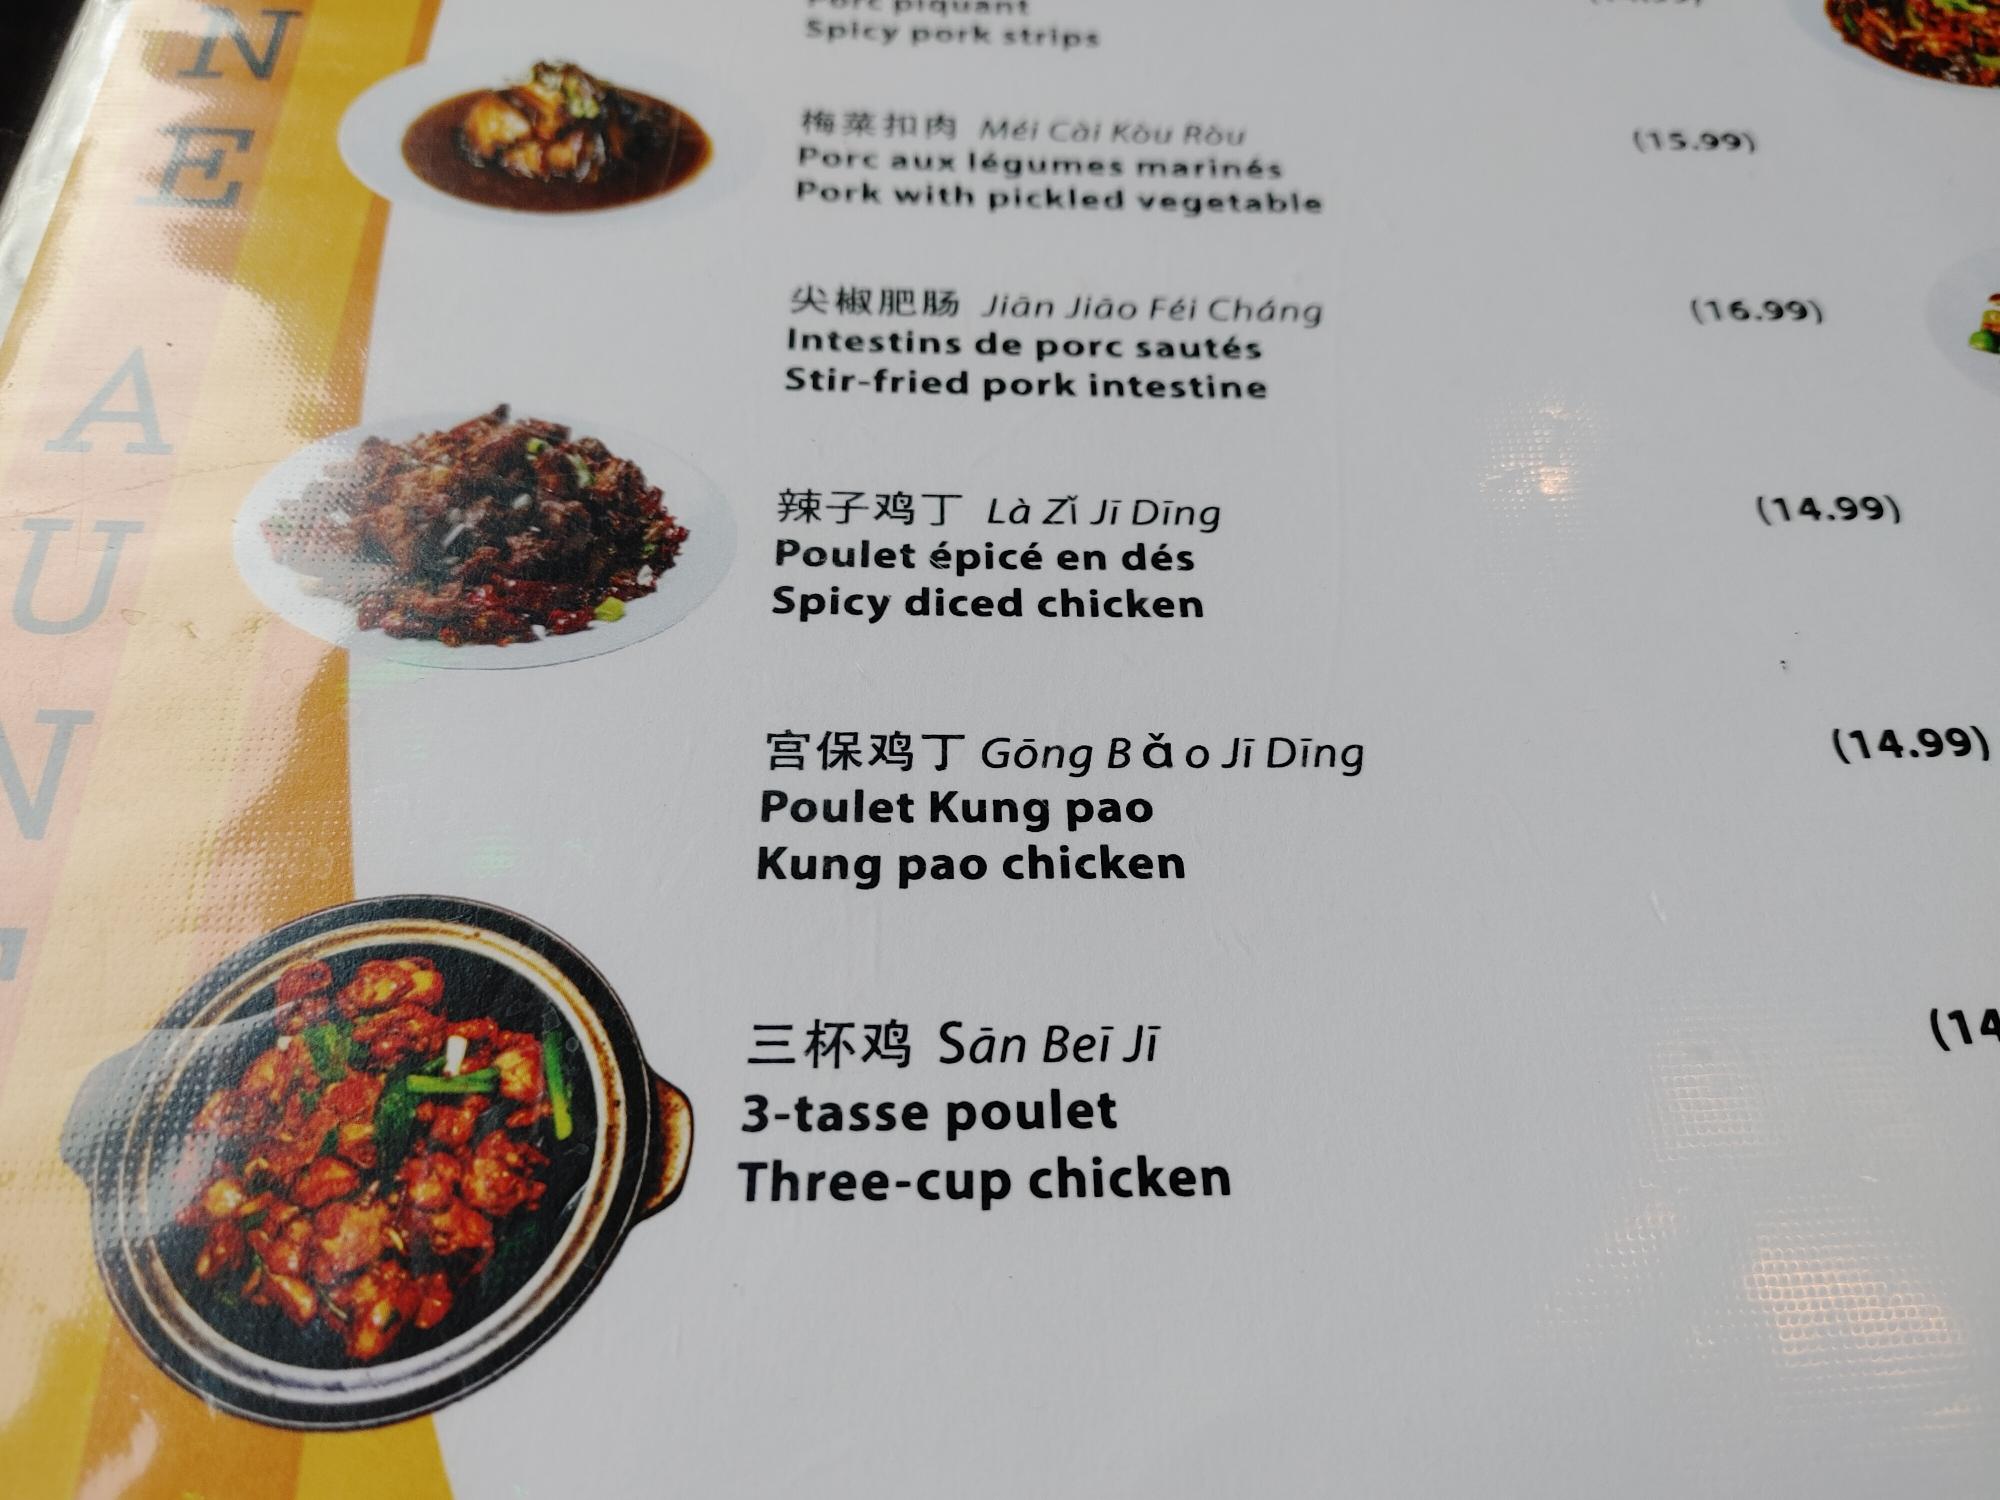 N
E
A
U
N
Porc piquant
Spicy pork strips
梅菜扣肉 Méi Cài Kòu Ròu (15.99)
Porc aux légumes marinés
Pork with pickled vegetable
尖椒肥肠 Jiān Jiāo Féi Cháng (16.99)
Intestins de porc sautés
Stir-fried pork intestine
辣子鸡丁 Là Zǐ Jī Dīng (14.99)
Poulet épicé en dés
Spicy diced chicken
宫保鸡丁 Gōng Bǎo Jī Dīng (14.99)
Poulet Kung pao
Kung pao chicken
三杯鸡 Sān Beī Jī (14
3-tasse poulet
Three-cup chicken